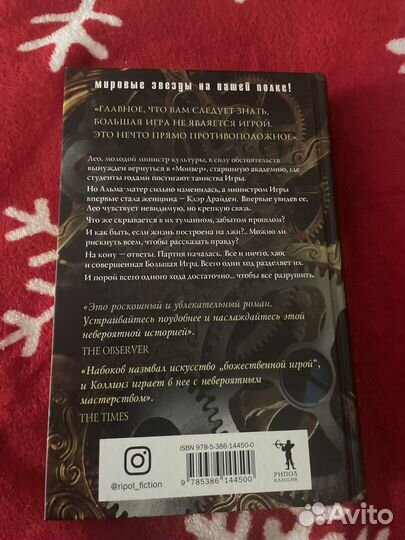 мировые звезды на вашей полке!
«ГЛАВНОЕ, ЧТО ВАМ СЛЕДУЕТ ЗНАТЬ,
БОЛЬШАЯ ИГРА НЕ ЯВЛЯЕТСЯ ИГРОЙ.
ЭТО НЕЧТО ПРЯМО ПРОТИВОПОЛОЖНОЕ».
Лео, молодой министр культуры, в силу обстоятельств
вынужден вернуться в «Монвер», старинную академию, где
студенты годами постигают таинства Игры.
Но Альма-матер сильно изменилась, а министром Игры
впервые стала женщина – Клэр Драйден. Впервые увидев ее,
Лео чувствует невидимую, но крепкую связь.
Что же скрывается в их туманном, забытом прошлом?
И как быть, если жизнь построена на лжи?.. Можно ли
рискнуть всем, чтобы рассказать правду?
На кону – ответы. Партия началась. Все и ничто, хаос
и совершенная Большая Игра. Всего один ход разделяет их.
И порой всего одного хода достаточно... чтобы все разрушить.
«Это роскошный и увлекательный роман.
Устраивайтесь поудобнее и наслаждайтесь этой
невероятной историей».
THE OBSERVER
«Набоков называл искусство „божественной игрой“,
и Коллинз играет в нее с невероятным
мастерством».
THE TIMES
@ripol_fiction
ISBN 978-5-386-14450-0
9 785386 144500
РИПОЛ
КЛАССИК
Avito